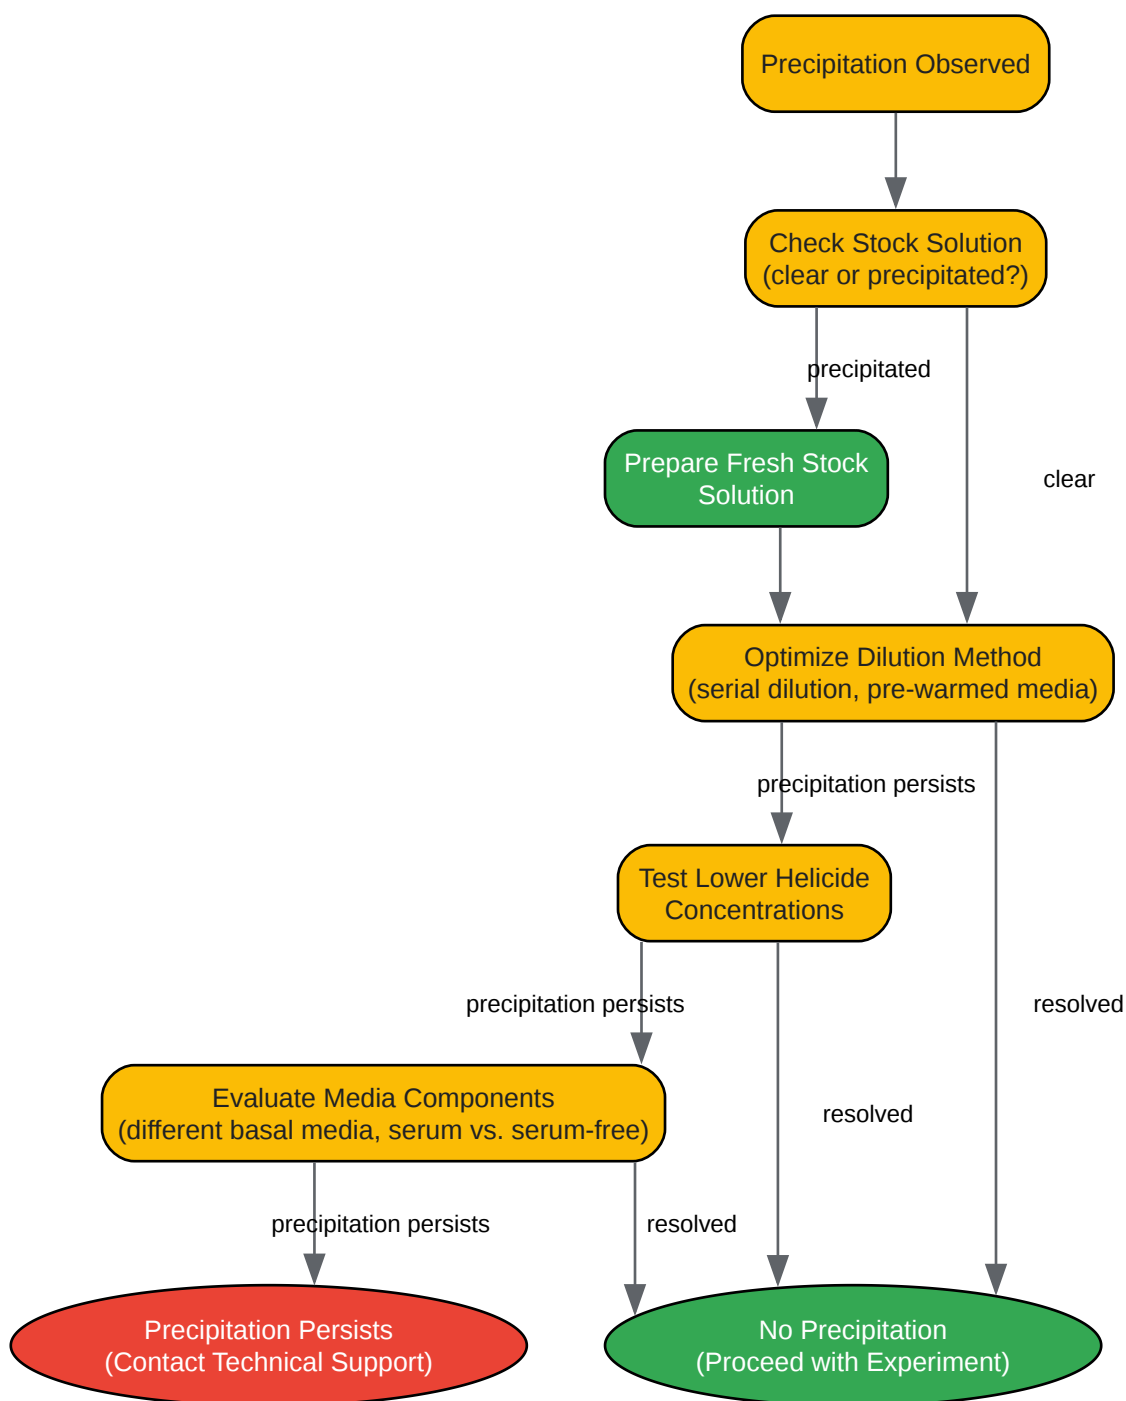 Precipitation Observed
Check Stock Solution
(clear or precipitated?)
precipitated
Prepare Fresh Stock
Solution
clear
Optimize Dilution Method
(serial dilution, pre-warmed media)
precipitation persists
Test Lower Helicide
Concentrations
precipitation persists
resolved
Evaluate Media Components
(different basal media, serum vs. serum-free)
resolved
precipitation persists
resolved
Precipitation Persists
(Contact Technical Support)
No Precipitation
(Proceed with Experiment)